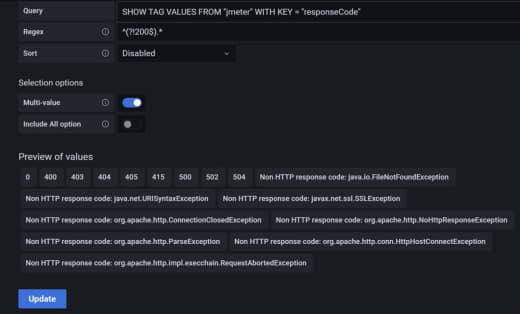 Query SHOW TAG VALUES FROM "jmeter" WITH KEY = "responseCode"
Regex ^(?!200$).*
Sort Disabled
Selection options
Multi-value
Include All option
Preview of values
0 400 403 404 405 415 500 502 504 Non HTTP response code: java.io.FileNotFoundException
Non HTTP response code: java.net.URISyntaxException Non HTTP response code: javax.net.ssl.SSLException
Non HTTP response code: org.apache.http.ConnectionClosedException Non HTTP response code: org.apache.http.NoHttpResponseException
Non HTTP response code: org.apache.http.ParseException Non HTTP response code: org.apache.http.conn.HttpHostConnectException
Non HTTP response code: org.apache.http.impl.execchain.RequestAbortedException
Update